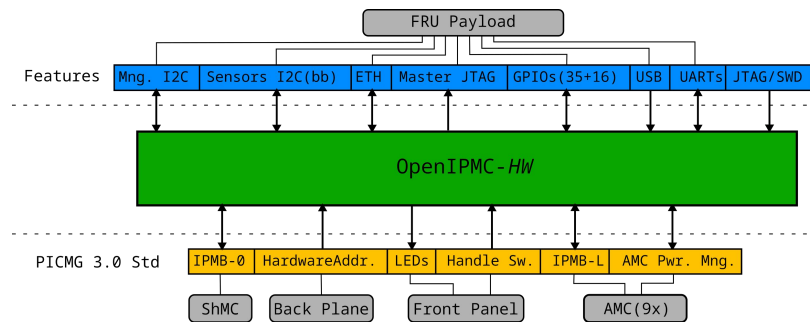 FRU Payload
Features
Mng. I2C
Sensors I2C(bb)
ETH
Master JTAG
GPIOs(35+16)
USB
UARTs
JTAG/SWD
OpenIPMC-HW
PICMG 3.0 Std
IPMB-0
HardwareAddr.
LEDs
Handle Sw.
IPMB-L
AMC Pwr. Mng.
ShMC
Back Plane
Front Panel
AMC(9x)